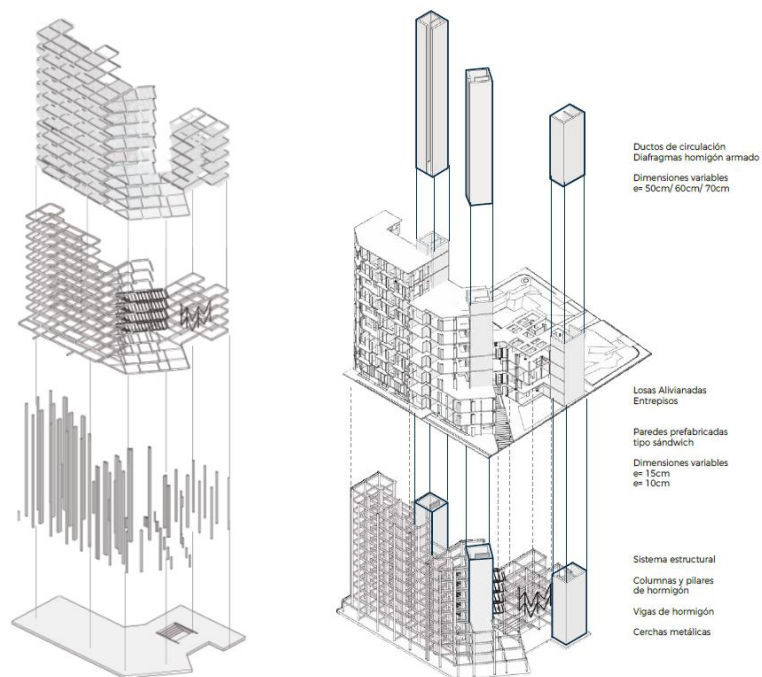 Ductos de circulación
Diafragmas homigón armado
Dimensiones variables
e= 50cm/ 60cm/ 70cm
Losas Alivianadas
Entrepisos
Paredes prefabricadas
tipo sándwich
Dimensiones variables
e= 15cm
e= 10cm
Sistema estructural
Columnas y pilares
de hormigón
Vigas de hormigón
Cerchas metálicas